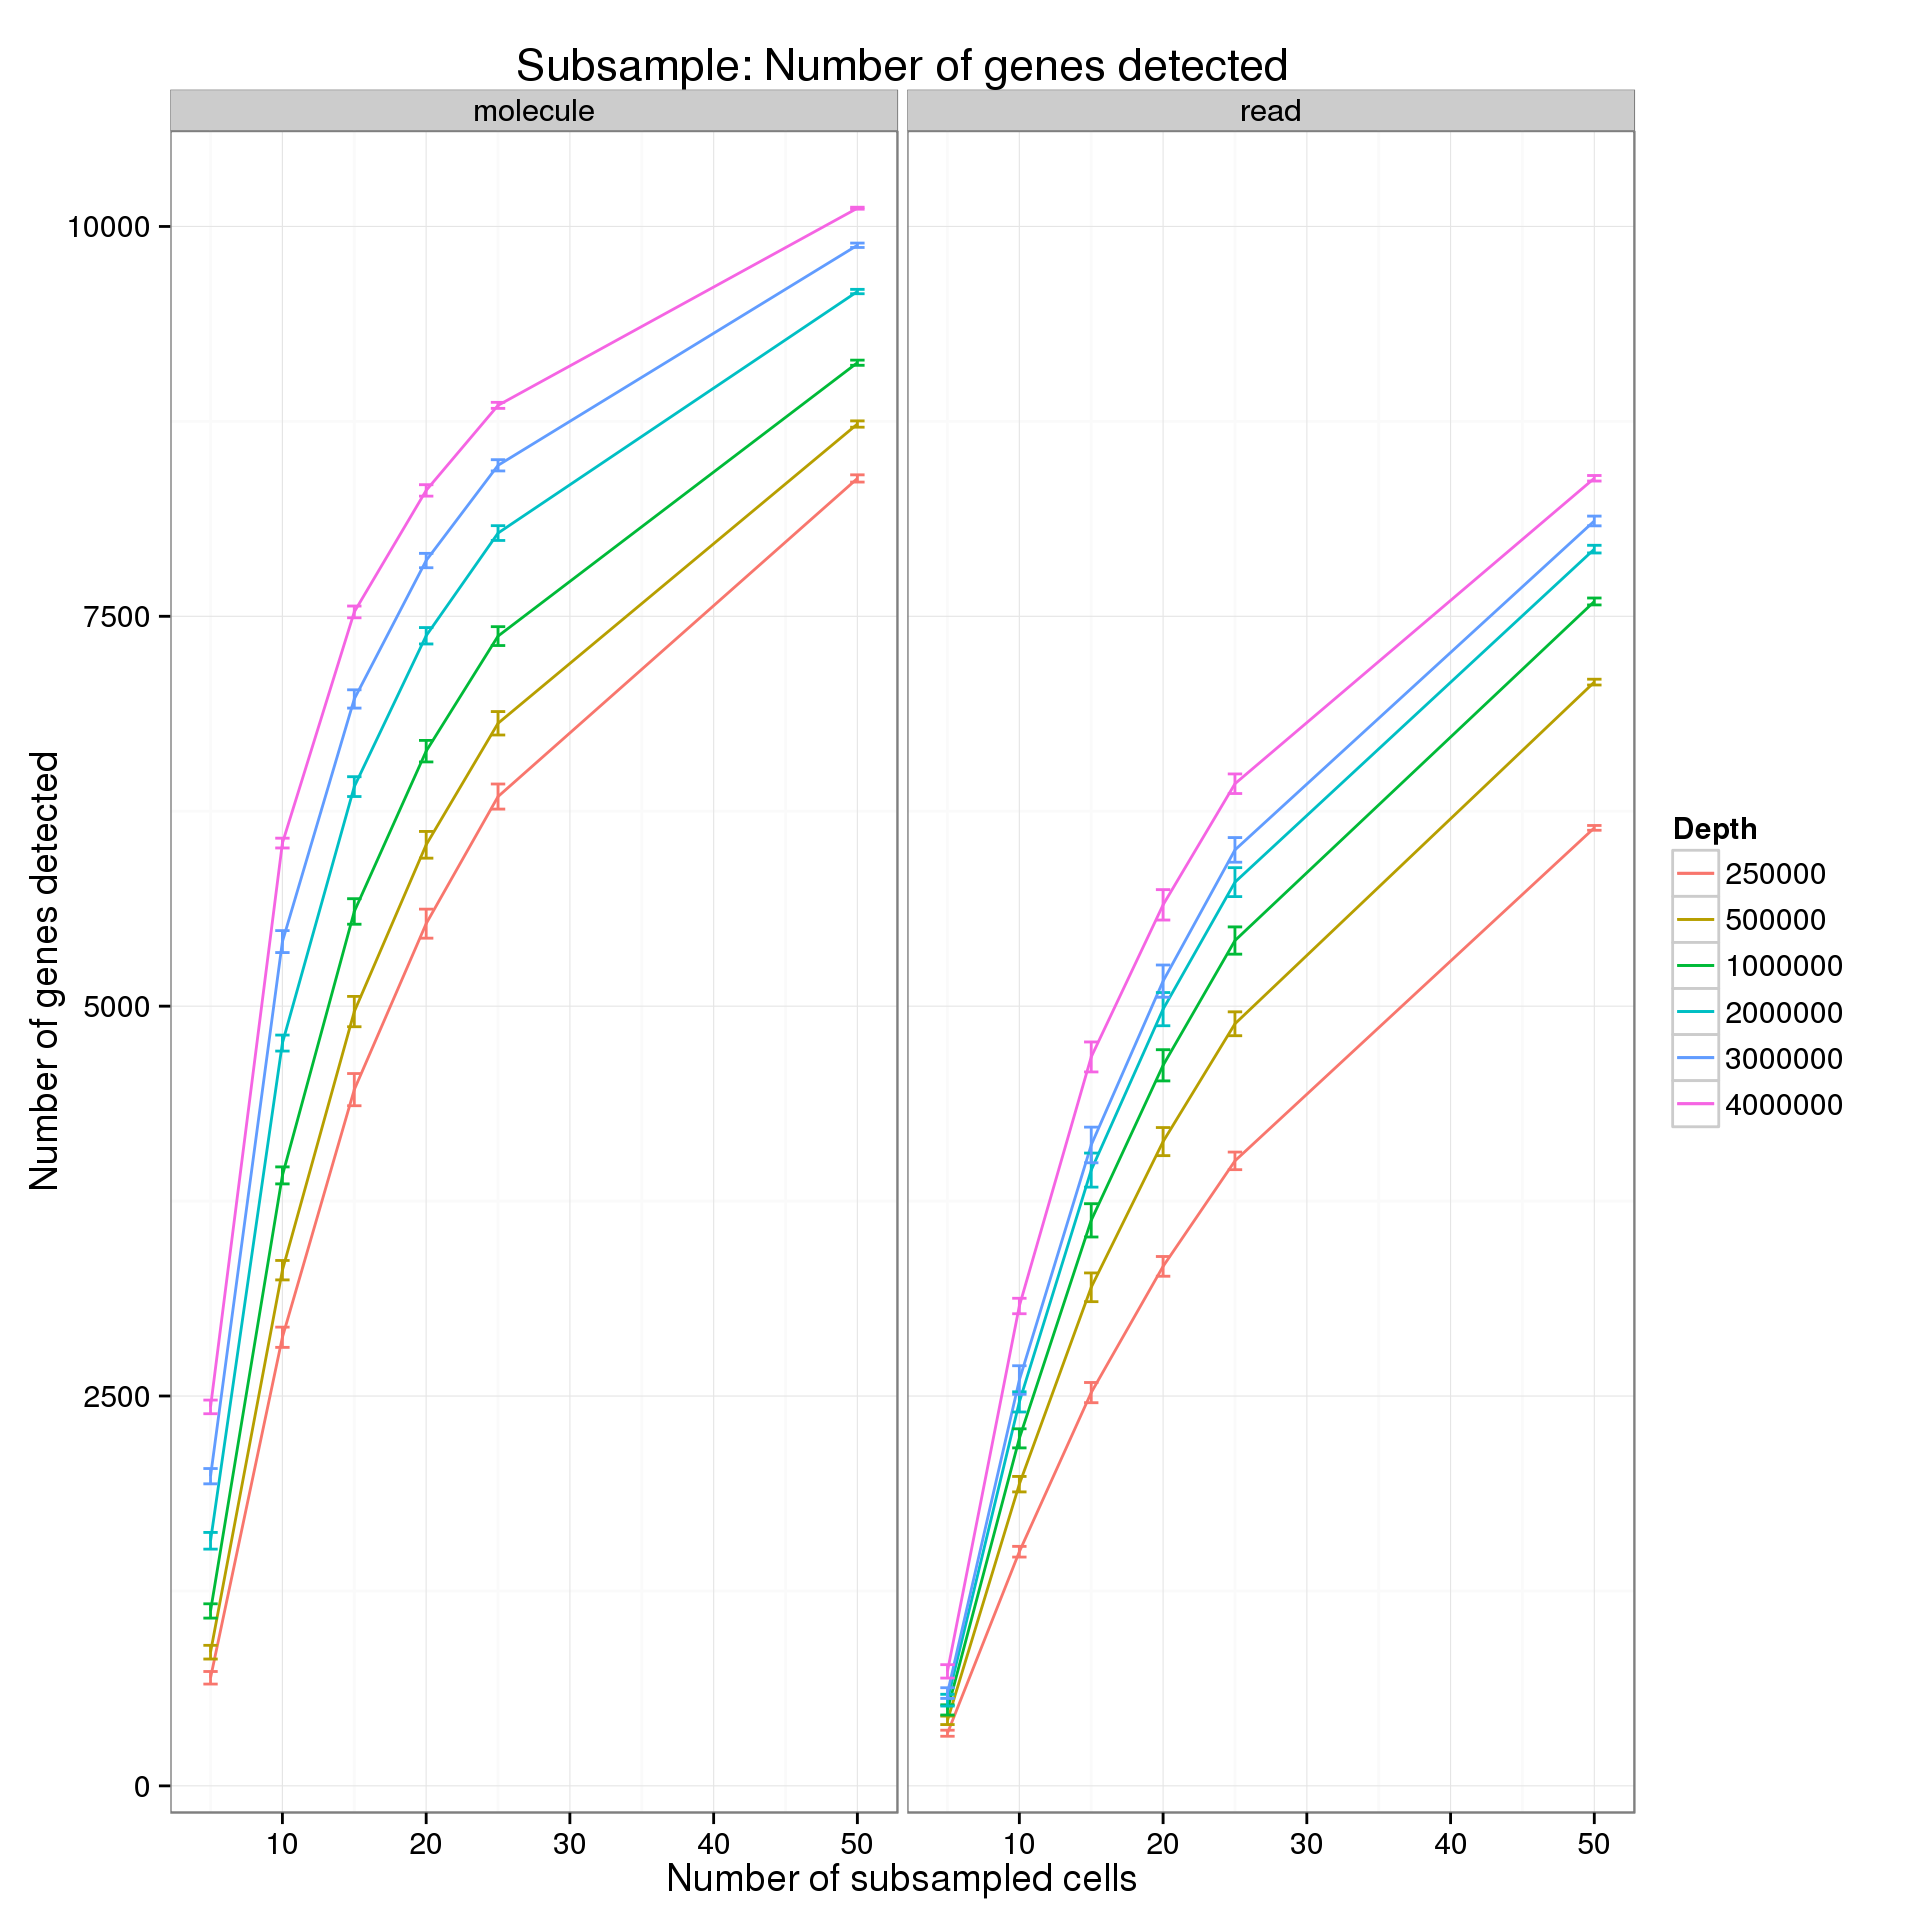 Subsample: Number of genes detected
molecule
read
Number of genes detected
10000
7500
5000
2500
0
10 20 30 40 50
10 20 30 40 50
Number of subsampled cells
Depth
250000
500000
1000000
2000000
3000000
4000000